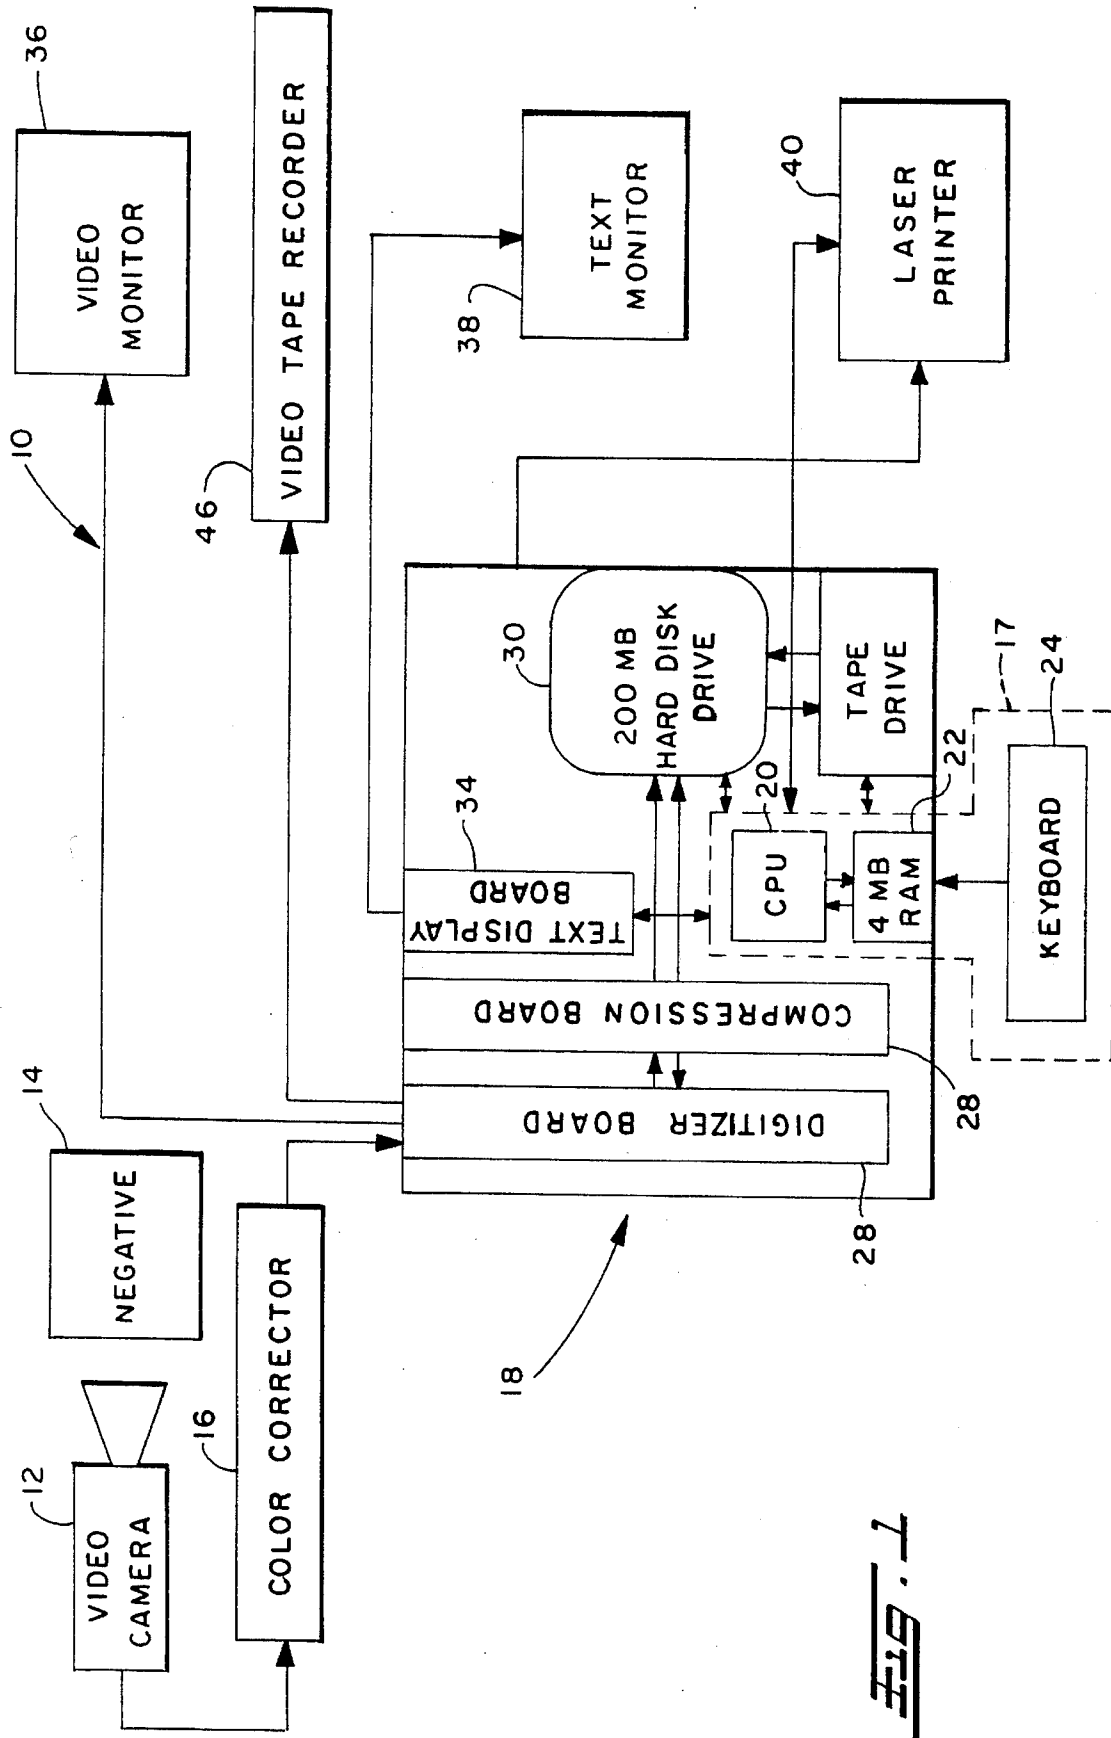 12
VIDEO
CAMERA
14
NEGATIVE
10
36
VIDEO
MONITOR
16
COLOR CORRECTOR
46
VIDEO TAPE RECORDER
18
28
DIGITIZER BOARD
28
COMPRESSION BOARD
34
TEXT DISPLAY
BOARD
30
200 MB
HARD DISK
DRIVE
20
CPU
22
4 MB
RAM
TAPE
DRIVE
17
24
KEYBOARD
38
TEXT
MONITOR
40
LASER
PRINTER
FIG. 1